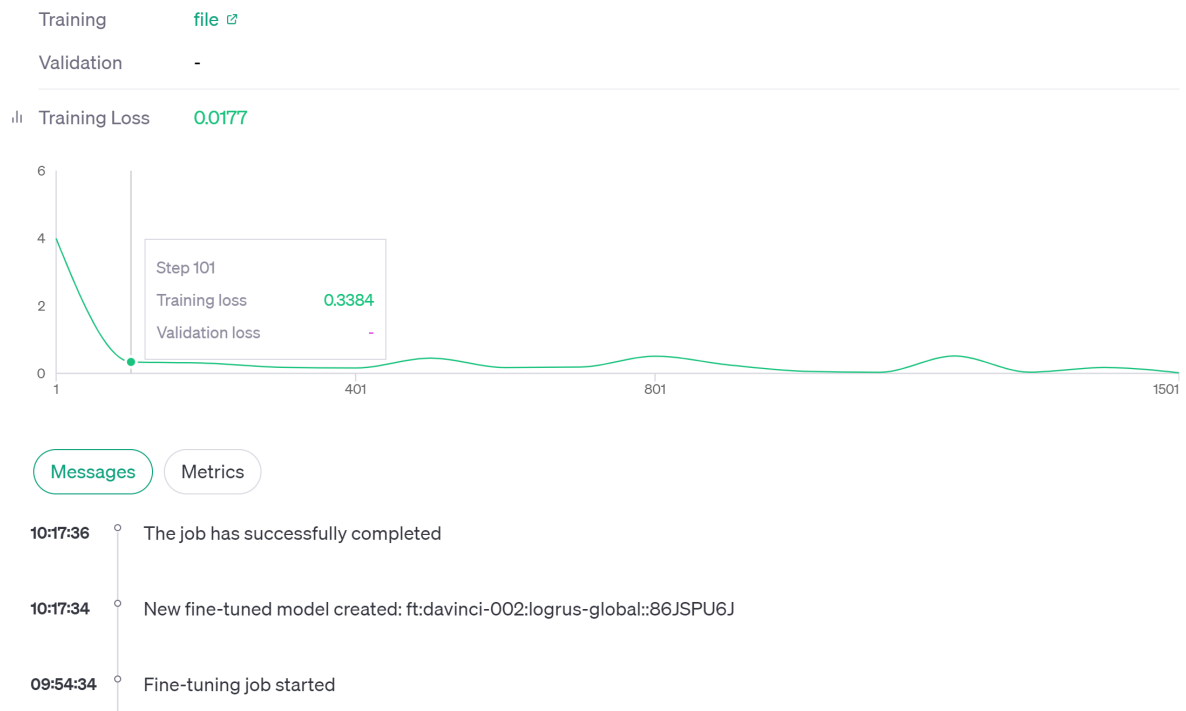 Training file
Validation -
Training Loss 0.0177
6
4
Step 101
Training loss 0.3384
2
Validation loss -
0
1 401 801 1501
Messages Metrics
10:17:36 The job has successfully completed
10:17:34 New fine-tuned model created: ft:davinci-002:logrus-global::86JSPU6J
09:54:34 Fine-tuning job started